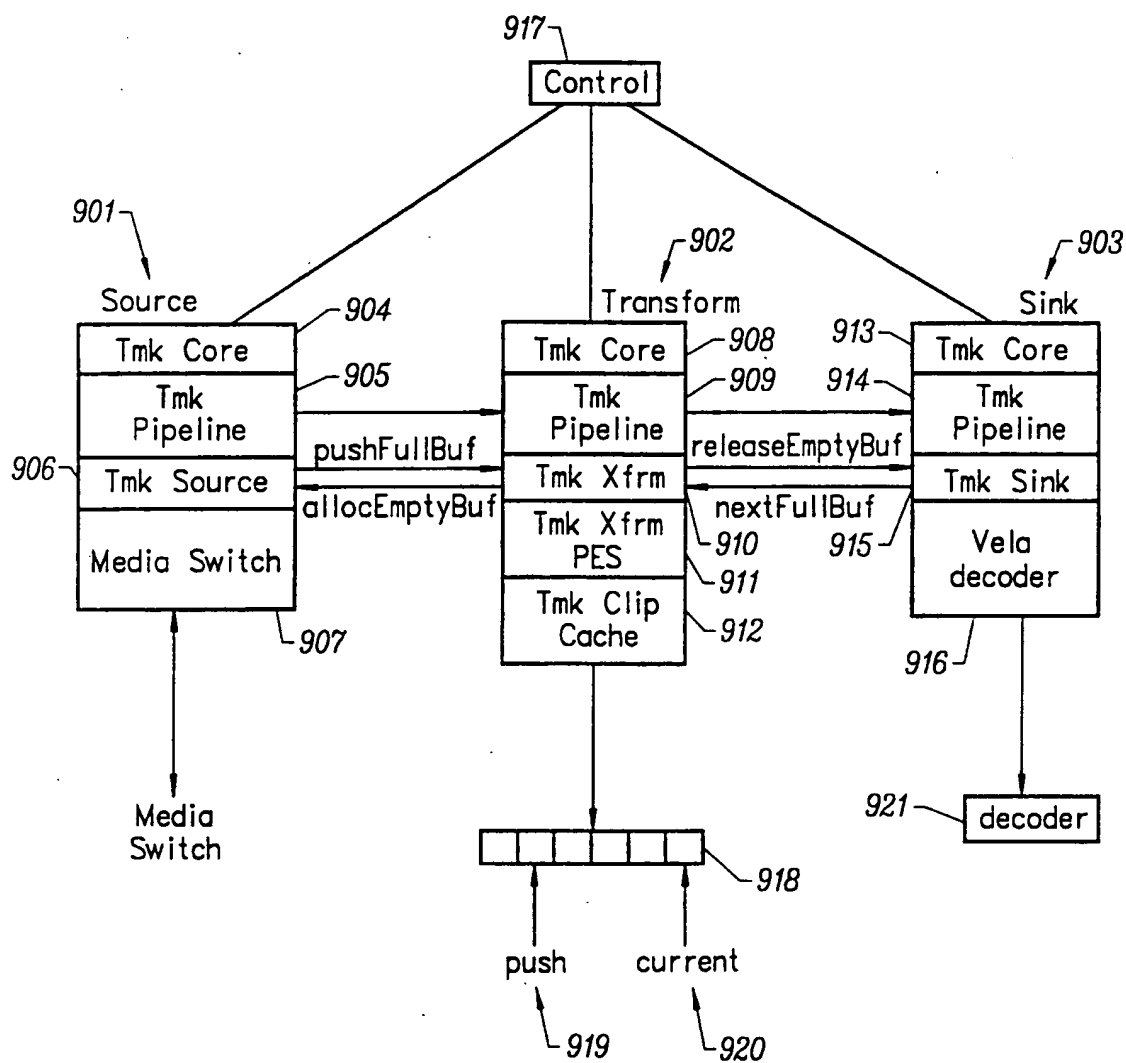 917
Control
901
902
903
Source
Transform
Sink
904
908
913
Tmk Core
Tmk Core
Tmk Core
905
909
914
Tmk
Pipeline
Tmk
Pipeline
Tmk
Pipeline
906
pushFullBuf
releaseEmptyBuf
Tmk Source
Tmk Xfrm
Tmk Sink
allocEmptyBuf
nextFullBuf
910
915
Media Switch
Tmk Xfrm
PES
Vela
decoder
911
907
Tmk Clip
Cache
912
916
Media
Switch
921
decoder
918
push
current
919
920